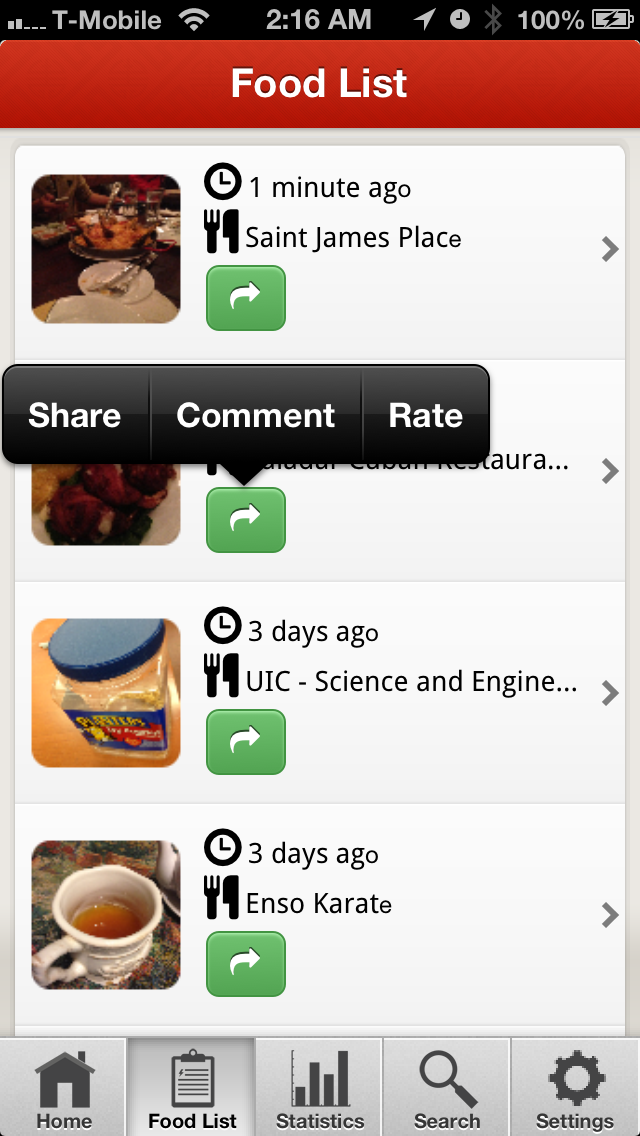 T-Mobile 2:16 AM 100%
Food List
1 minute ago
Saint James Place
Share Comment Rate
Cuban Restaura...
3 days ago
UIC - Science and Engine...
PLANTERS
3 days ago
Enso Karate
Home Food List Statistics Search Settings